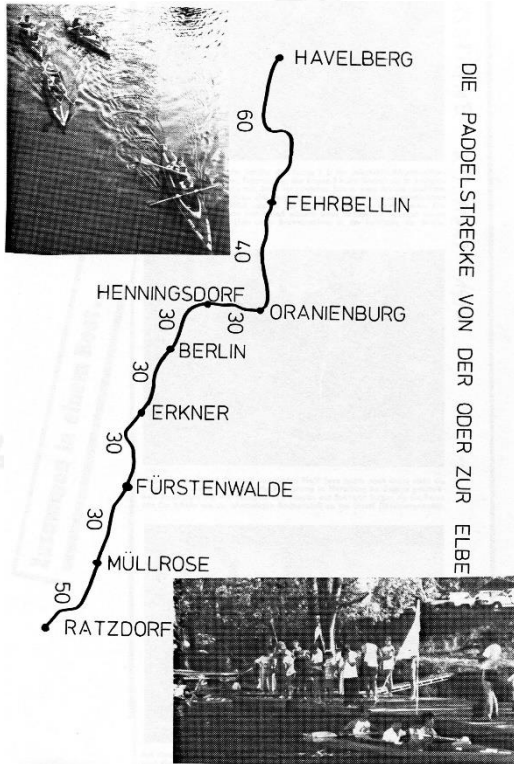 DIE PADDELSTRECKE VON DER ODER ZUR ELBE
HAVELBERG
60
FEHRBELLIN
40
ORANIENBURG
30
HENNINGSDORF
30
BERLIN
30
ERKNER
30
FÜRSTENWALDE
30
MÜLLROSE
50
RATZDORF